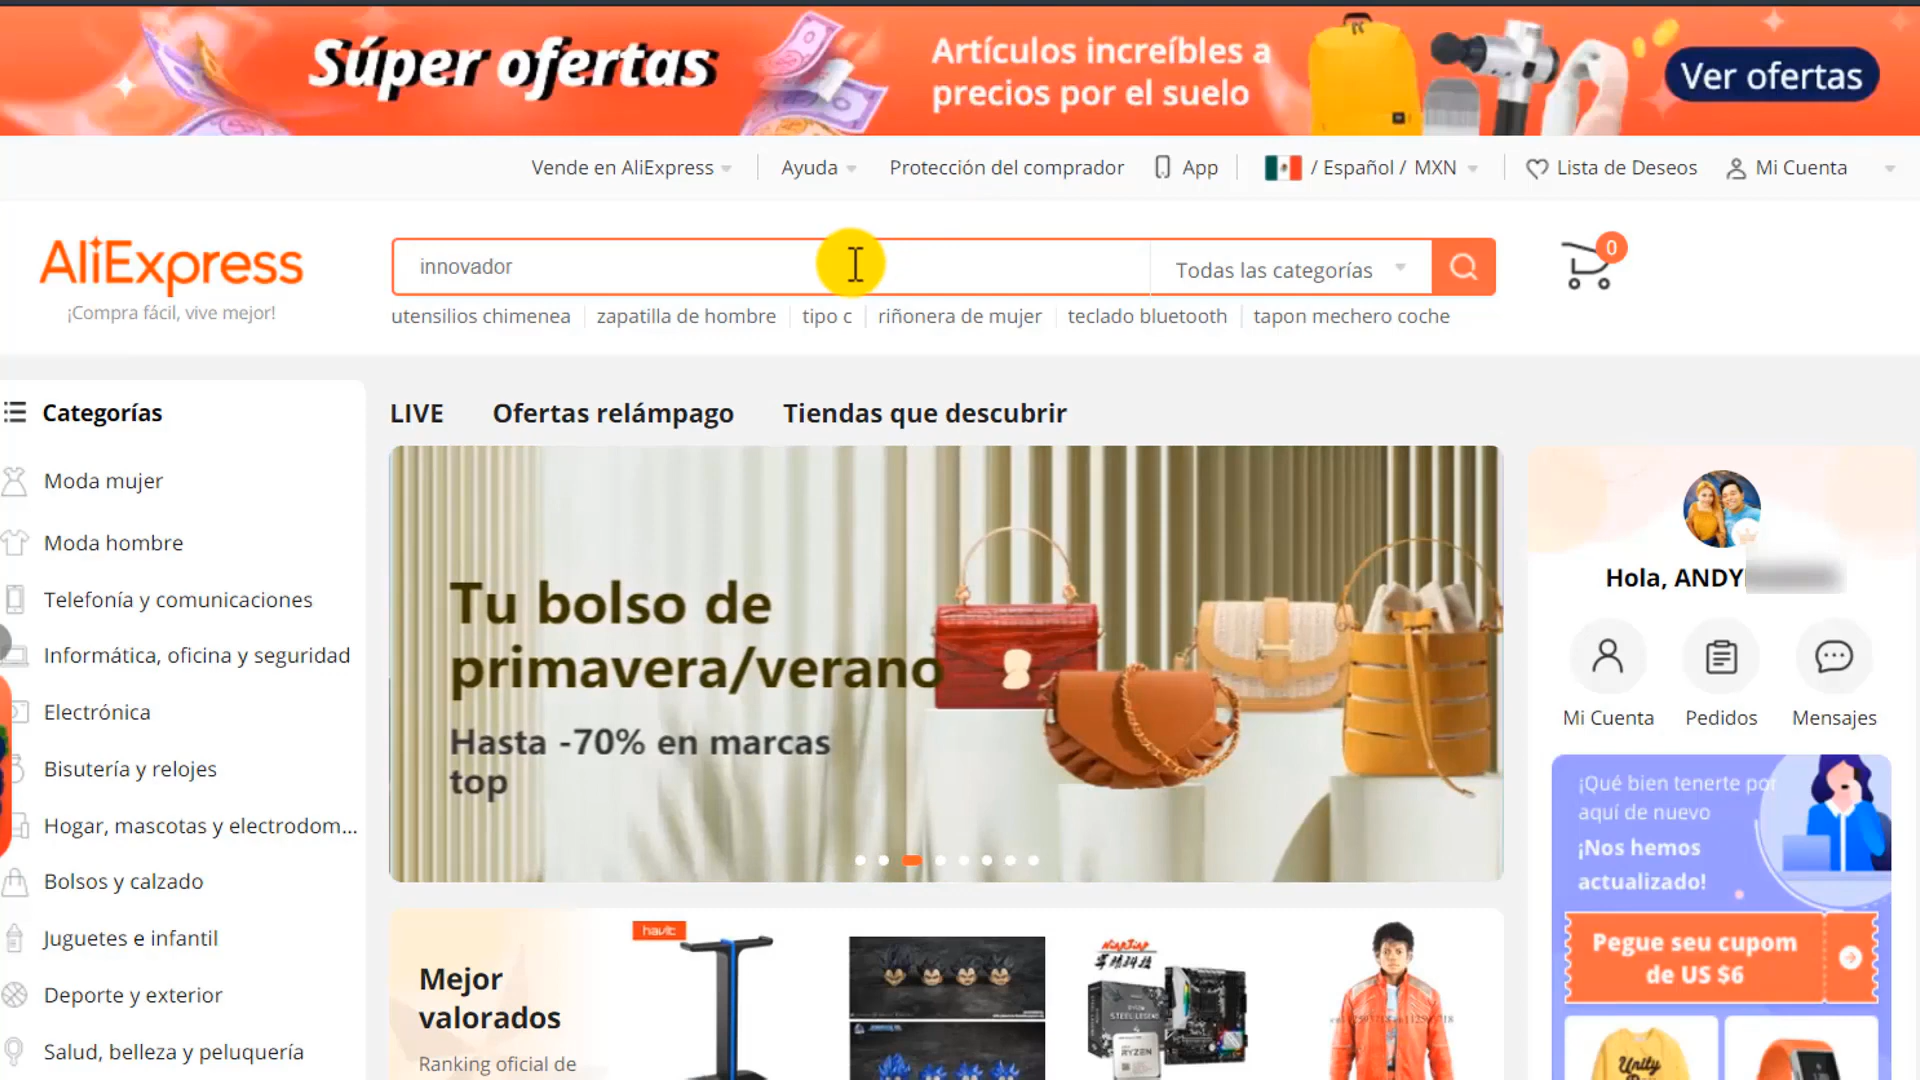 Súper ofertas
Artículos increíbles a
precios por el suelo
Ver ofertas
Vende en AliExpress
Ayuda
Protección del comprador
App
/ Español / MXN
Lista de Deseos
Mi Cuenta
AliExpress
¡Compra fácil, vive mejor!
innovador
Todas las categorías
0
utensilios chimenea
zapatilla de hombre
tipo c
riñonera de mujer
teclado bluetooth
tapon mechero coche
Categorías
Moda mujer
Moda hombre
Telefonía y comunicaciones
Informática, oficina y seguridad
Electrónica
Bisutería y relojes
Hogar, mascotas y electrodom...
Bolsos y calzado
Juguetes e infantil
Deporte y exterior
Salud, belleza y peluquería
LIVE
Ofertas relámpago
Tiendas que descubrir
Tu bolso de
primavera/verano
Hasta -70% en marcas
top
Hola, ANDY
Mi Cuenta
Pedidos
Mensajes
¡Qué bien tenerte por
aquí de nuevo
¡Nos hemos
actualizado!
Pegue seu cupom
de US $6
Unity
Mejor
valorados
Ranking oficial de
havit
STEEL LEGEND
RYZEN